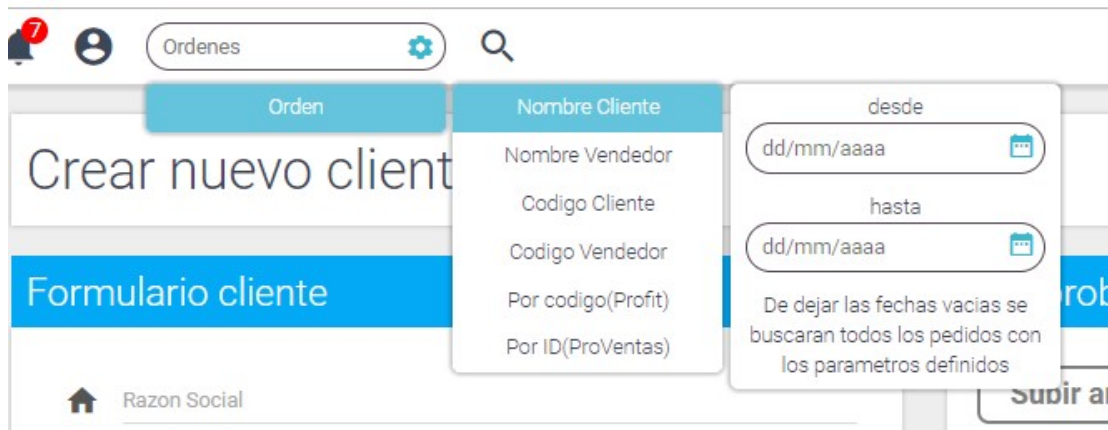 7
Ordenes
Orden
Nombre Cliente
Nombre Vendedor
Codigo Cliente
Codigo Vendedor
Por codigo(Profit)
Por ID(ProVentas)
desde
dd/mm/aaaa
hasta
dd/mm/aaaa
De dejar las fechas vacias se
buscaran todos los pedidos con
los parametros definidos
Crear nuevo client
Formulario cliente
Razon Social
Subir